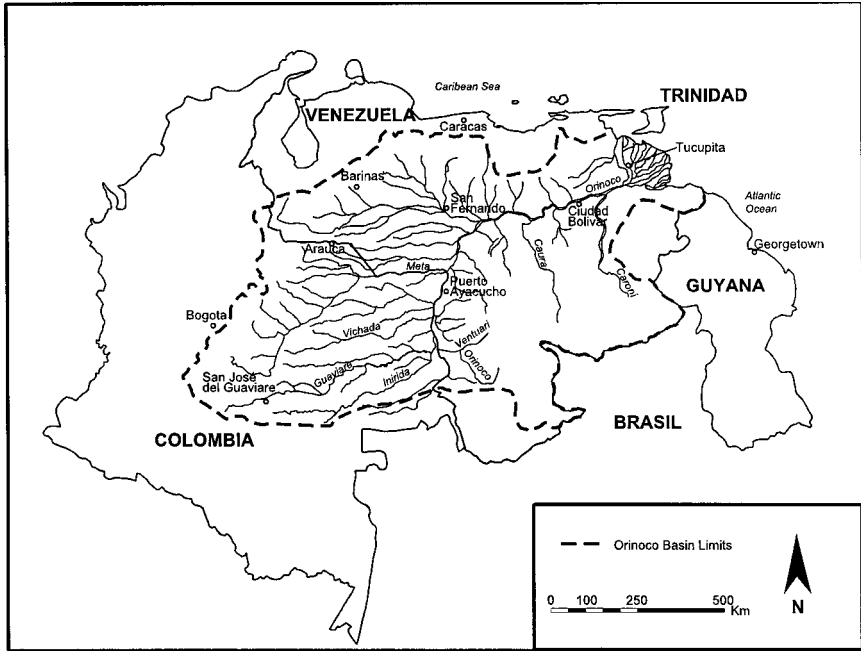 Caribean Sea
TRINIDAD
VENEZUELA
Caracas
Tucupita
Barinas
Orinoco
San
Fernando
Ciudad
Bolivar
Atlantic
Ocean
Arauca
Georgetown
Caura
Meta
Caroni
Puerto
Ayacucho
GUYANA
Bogota
Vichada
Ventuari
San José
del Guaviare
Guaviare
Inirida
Orinoco
COLOMBIA
BRASIL
Orinoco Basin Limits
0 100 250 500
Km
N